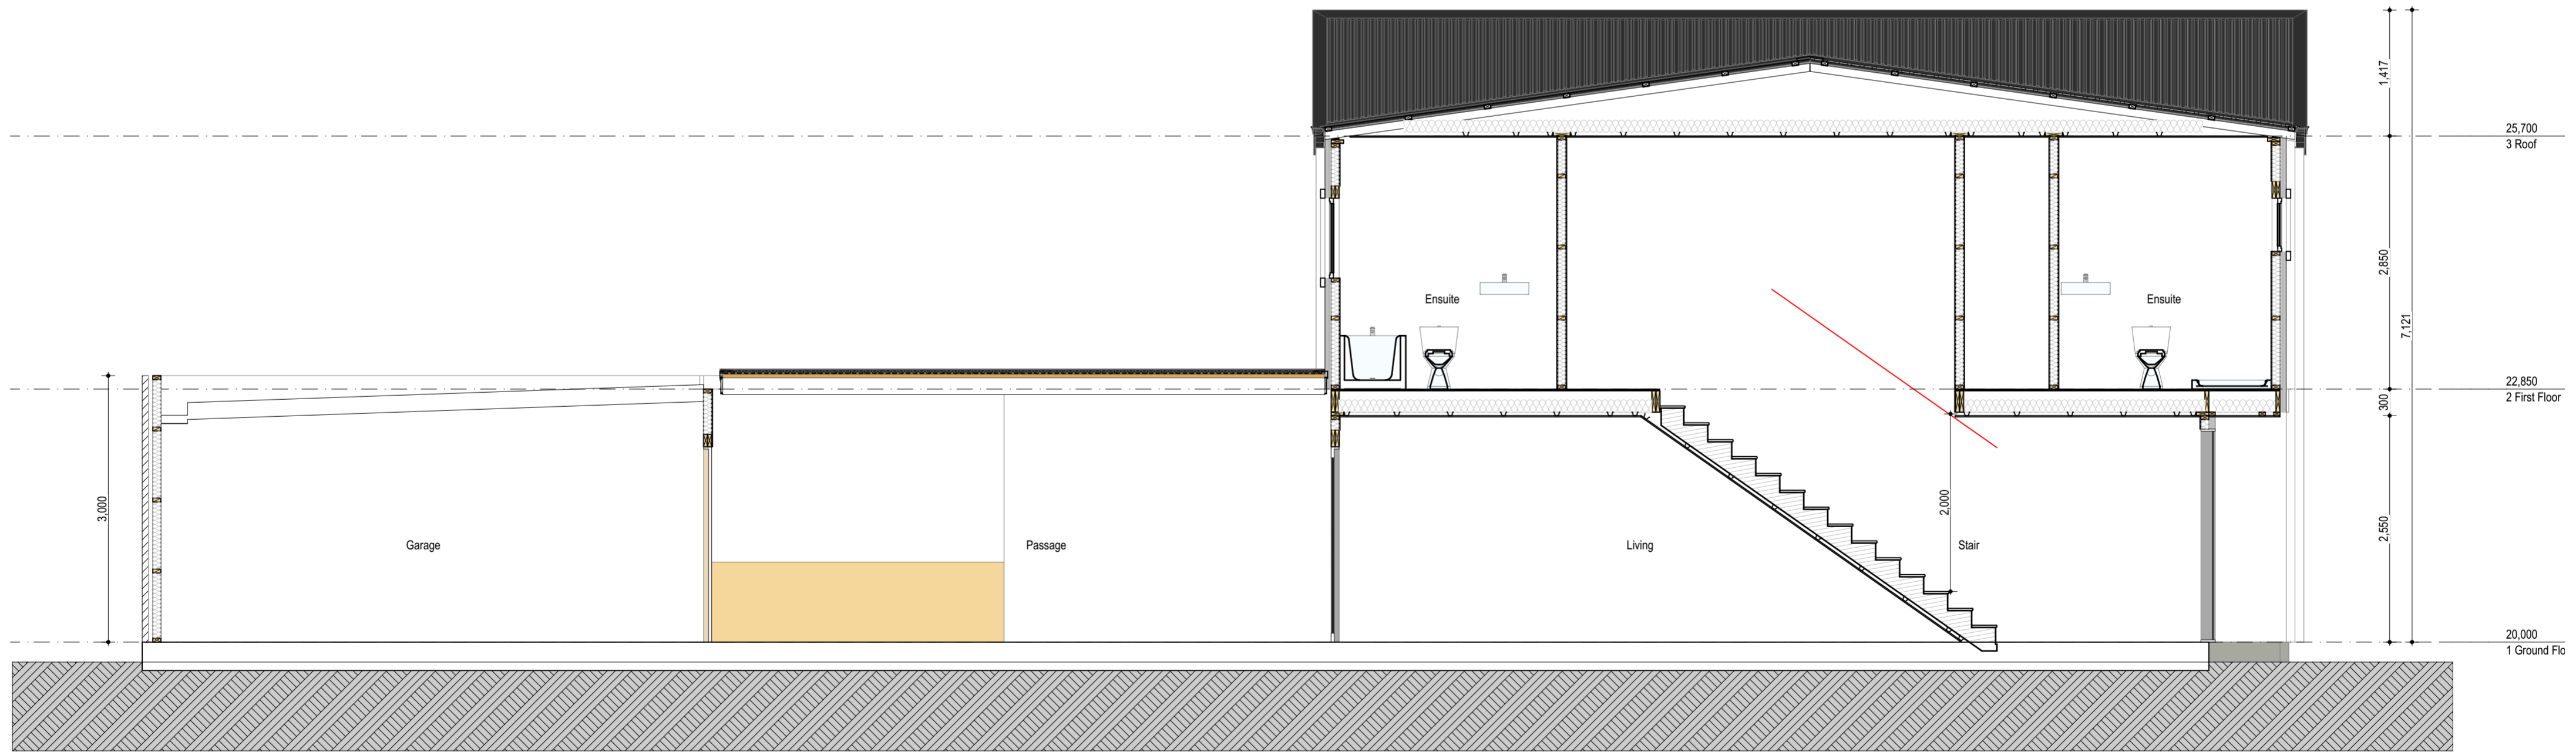 1,417
25,700
3 Roof
2,850
Ensuite
Ensuite
7,121
22,850
2 First Floor
300
3,000
2,000
2,550
Garage
Passage
Living
Stair
20,000
1 Ground Flo